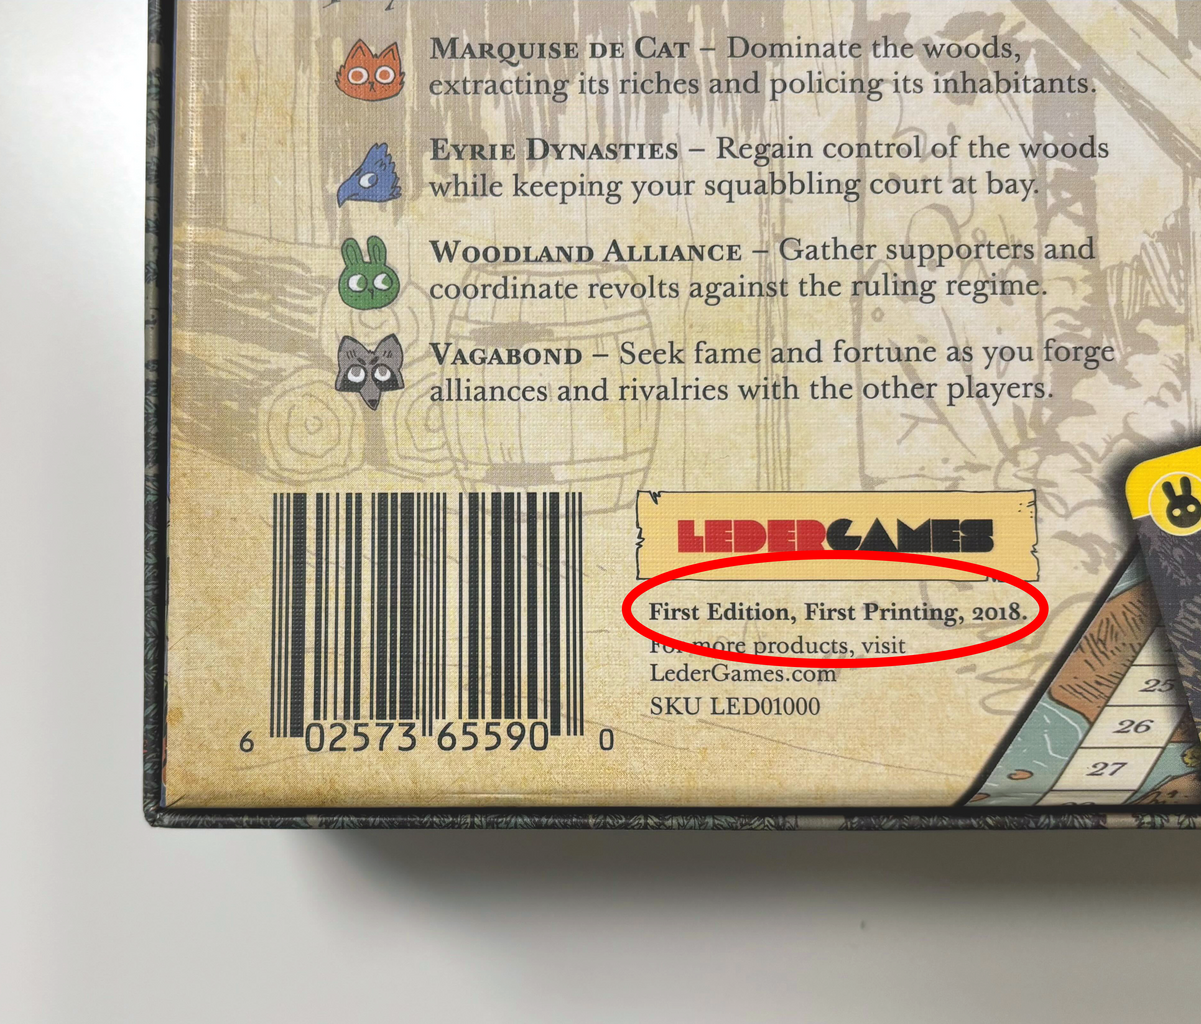 MARQUISE DE CAT – Dominate the woods,
extracting its riches and policing its inhabitants.
EYRIE DYNASTIES – Regain control of the woods
while keeping your squabbling court at bay.
WOODLAND ALLIANCE – Gather supporters and
coordinate revolts against the ruling regime.
VAGABOND – Seek fame and fortune as you forge
alliances and rivalries with the other players.
LEDERGAMES
First Edition, First Printing, 2018.
For more products, visit
LederGames.com
SKU LED01000
6 02573 65590 0
25
26
27